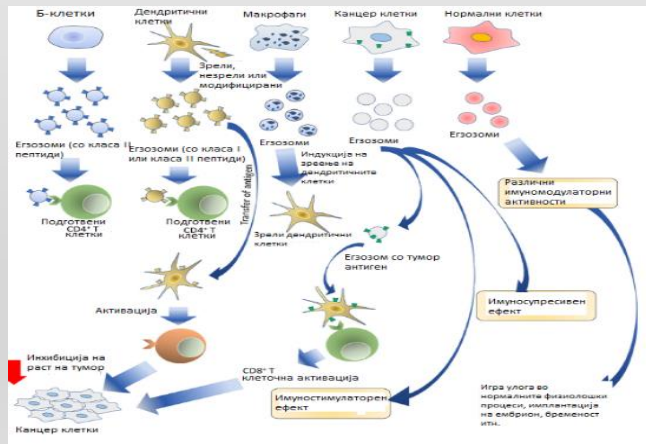 Б-клетки
Дендритични
клетки
Макрофаги
Канцер клетки
Нормални клетки
Зрели,
незрели или
модифицирани
Егзозоми (со класа II
пептиди)
Егзозоми (со класа I
или класа II пептиди)
Егзозоми
Егзозоми
Егзозоми
Индукција на
зреење на
дендритичните
клетки
Transfer of antigen
Различни
имуномодулаторни
активности
Подготвени
CD4⁺ T
клетки
Подготвени
CD4⁺ T
клетки
Зрели дендритични
клетки
Егзозом со тумор
антиген
Активација
Имуносупресивен
ефект
Инхибиција на
раст на тумор
CD8⁺ T
клеточна активација
Имуностимулаторен
ефект
Игра улога во
нормалните физиолошки
процеси, имплантација
на ембрион, бременост
итн.
Канцер клетки